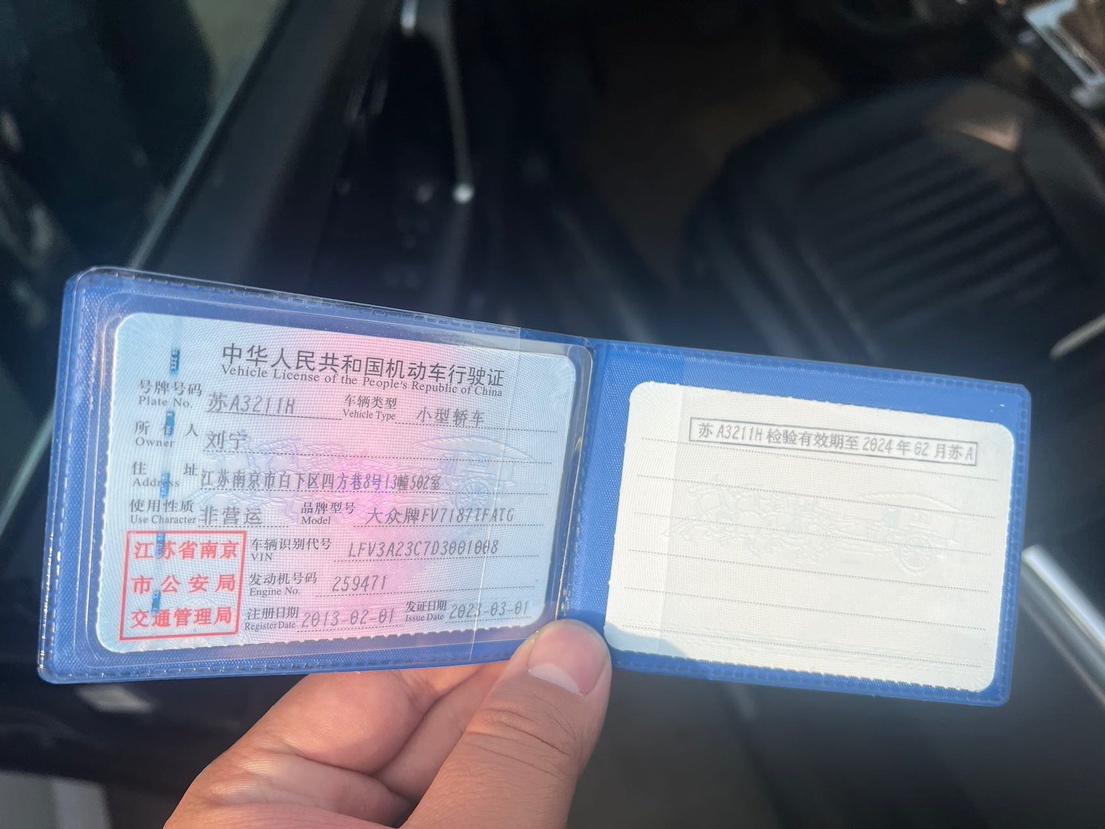 中华人民共和国机动车行驶证
Vehicle License of the People's Republic of China
号牌号码 苏A3211H 车辆类型 小型轿车
Plate No. Vehicle Type
所有人 刘宁
Owner
住址 江苏南京市白下区四方巷8号13幢502室
Address
使用性质 非营运 品牌型号 大众牌FV7187TFATG
Use Character Model
江苏省南京
市公安局
交通管理局
车辆识别代号 LFV3A23C7D3001008
VIN
发动机号码 259471
Engine No.
注册日期 2013-02-01 发证日期 2023-03-01
Register Date Issue Date
苏A3211H检验有效期至2024年02月苏A